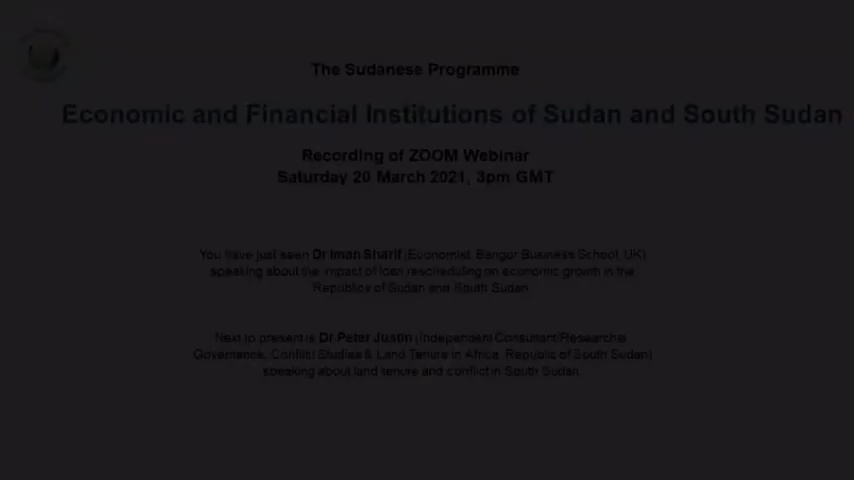 The Sudanese Programme
Economic and Financial Institutions of Sudan and South Sudan
Recording of ZOOM Webinar
Saturday 20 March 2021, 3pm GMT
You have just seen Dr Iman Sharif (Economist, Bangor Business School, UK)
speaking about the impact of loan rescheduling on economic growth in the
Republics of Sudan and South Sudan
Next to present is Dr Peter Justin (Independent Consultant/Researcher
Governance, Conflict Studies & Land Tenure in Africa, Republic of South Sudan)
speaking about land tenure and conflict in South Sudan